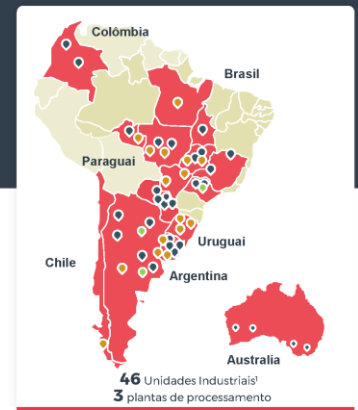 Colômbia
Brasil
Paraguai
Uruguai
Chile
Argentina
Australia
46 Unidades Industriais¹
3 plantas de processamento